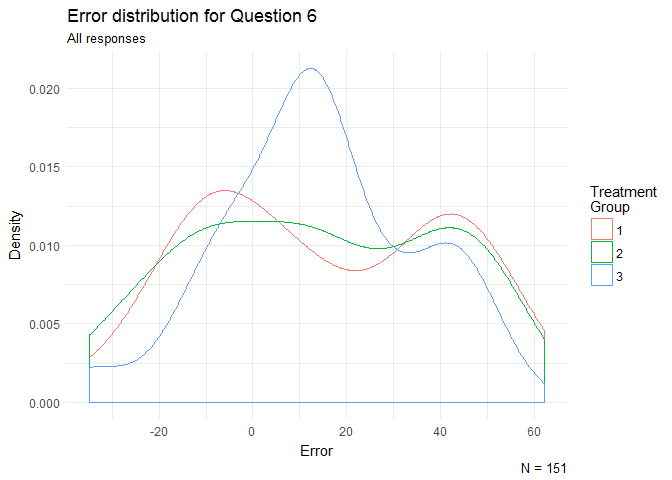 Error distribution for Question 6
All responses
0.020
0.015
0.010
0.005
0.000
Density
-20
0
20
40
60
Error
Treatment
Group
1
2
3
N = 151